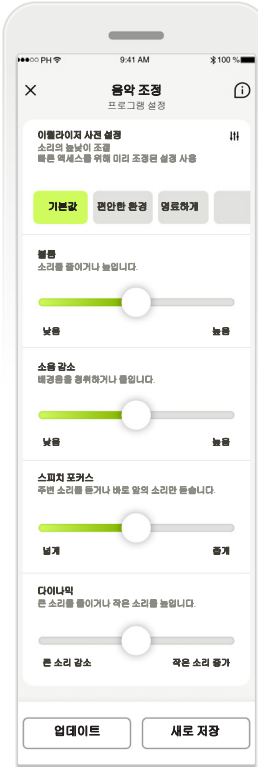 PH
9:41 AM
100 %
음악 조정
프로그램 설정
이퀄라이저 사전 설정
소리의 높낮이 조절
빠른 액세스를 위해 미리 조정된 설정 사용
기본값
편안한 환경
명료하게
볼륨
소리를 줄이거나 높입니다.
낮음
높음
소음 감소
배경음을 청취하거나 줄입니다.
낮음
높음
스피치 포커스
주변 소리를 듣거나 바로 앞의 소리만 듣습니다.
넓게
좁게
다이나믹
큰 소리를 줄이거나 작은 소리를 높입니다.
큰 소리 감소
작은 소리 증가
업데이트
새로 저장